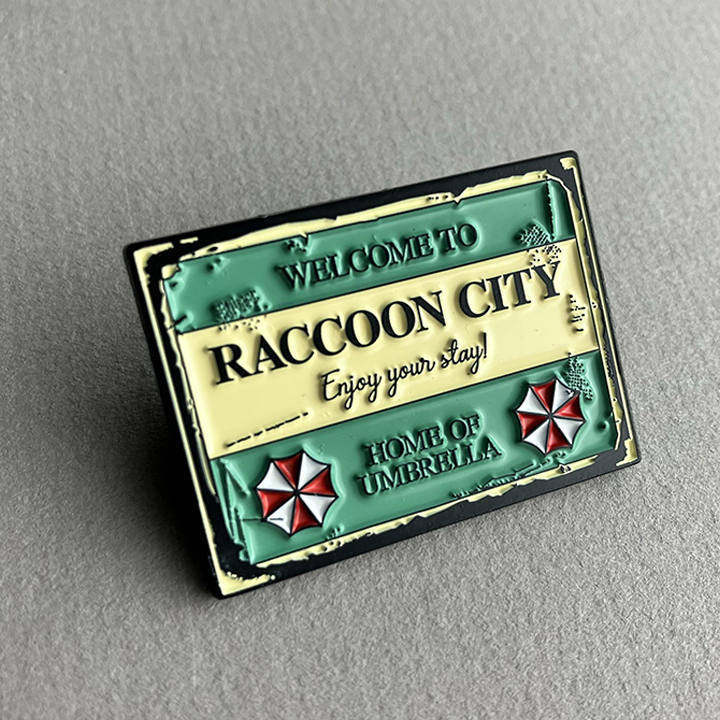 WELCOME TO
RACCOON CITY
Enjoy your stay!
HOME OF
UMBRELLA